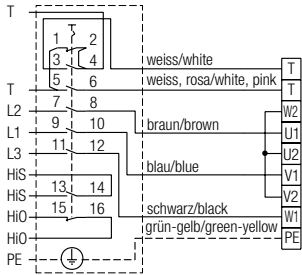 T
1 2
3 4
weiss/white
T
T 5 6
weiss, rosa/white, pink
T
L2 7 8
W2
braun/brown
U1
L1 9 10
U2
L3 11 12
blau/blue
V1
HiS
V2
HiS 13 14
schwarz/black
W1
HiO 15 16
grün-gelb/green-yellow
PE
HiO
PE